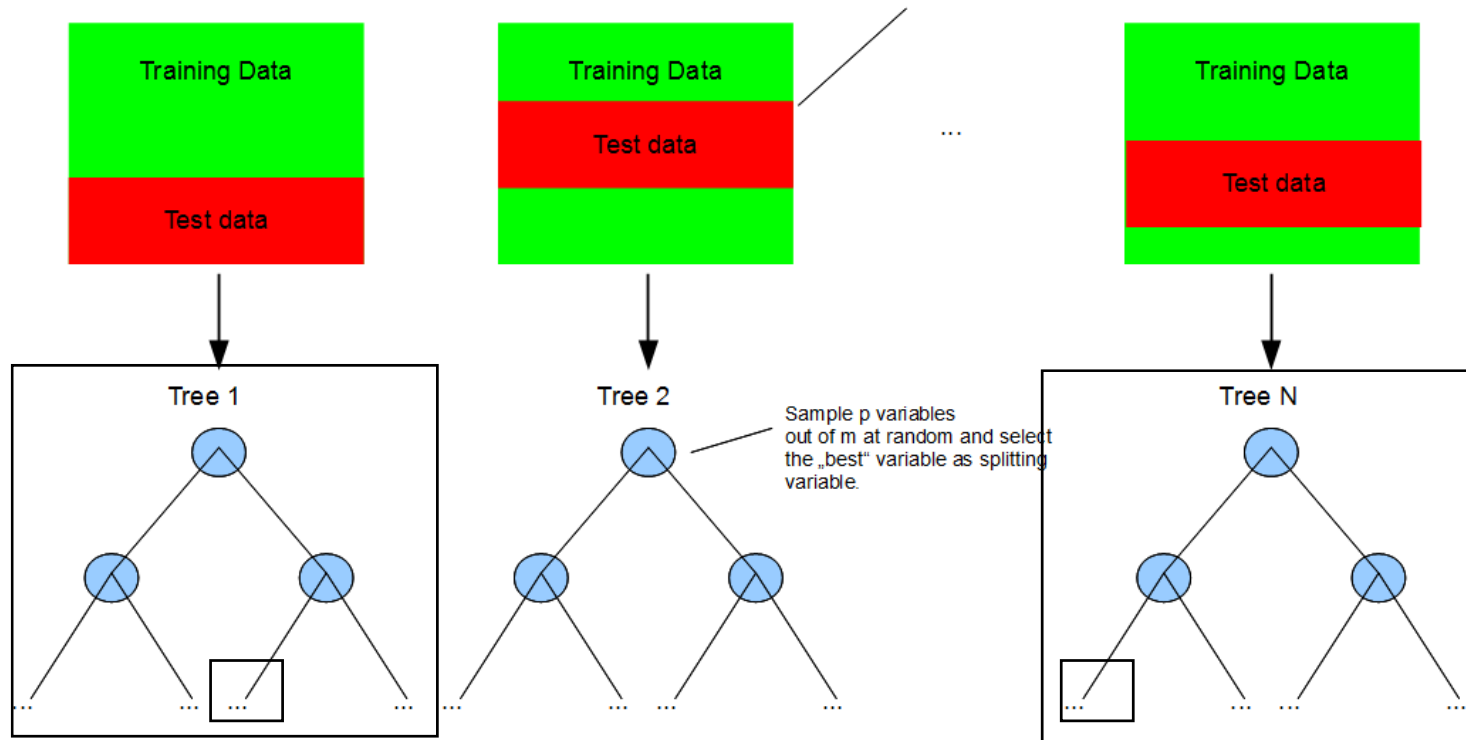 Training Data
Test data
Training Data
Test data
...
Training Data
Test data
Tree 1
Tree 2
Tree N
Sample p variables
out of m at random and select
the „best“ variable as splitting
variable.
... ... ... ... ... ... ... ... ... ... ... ...